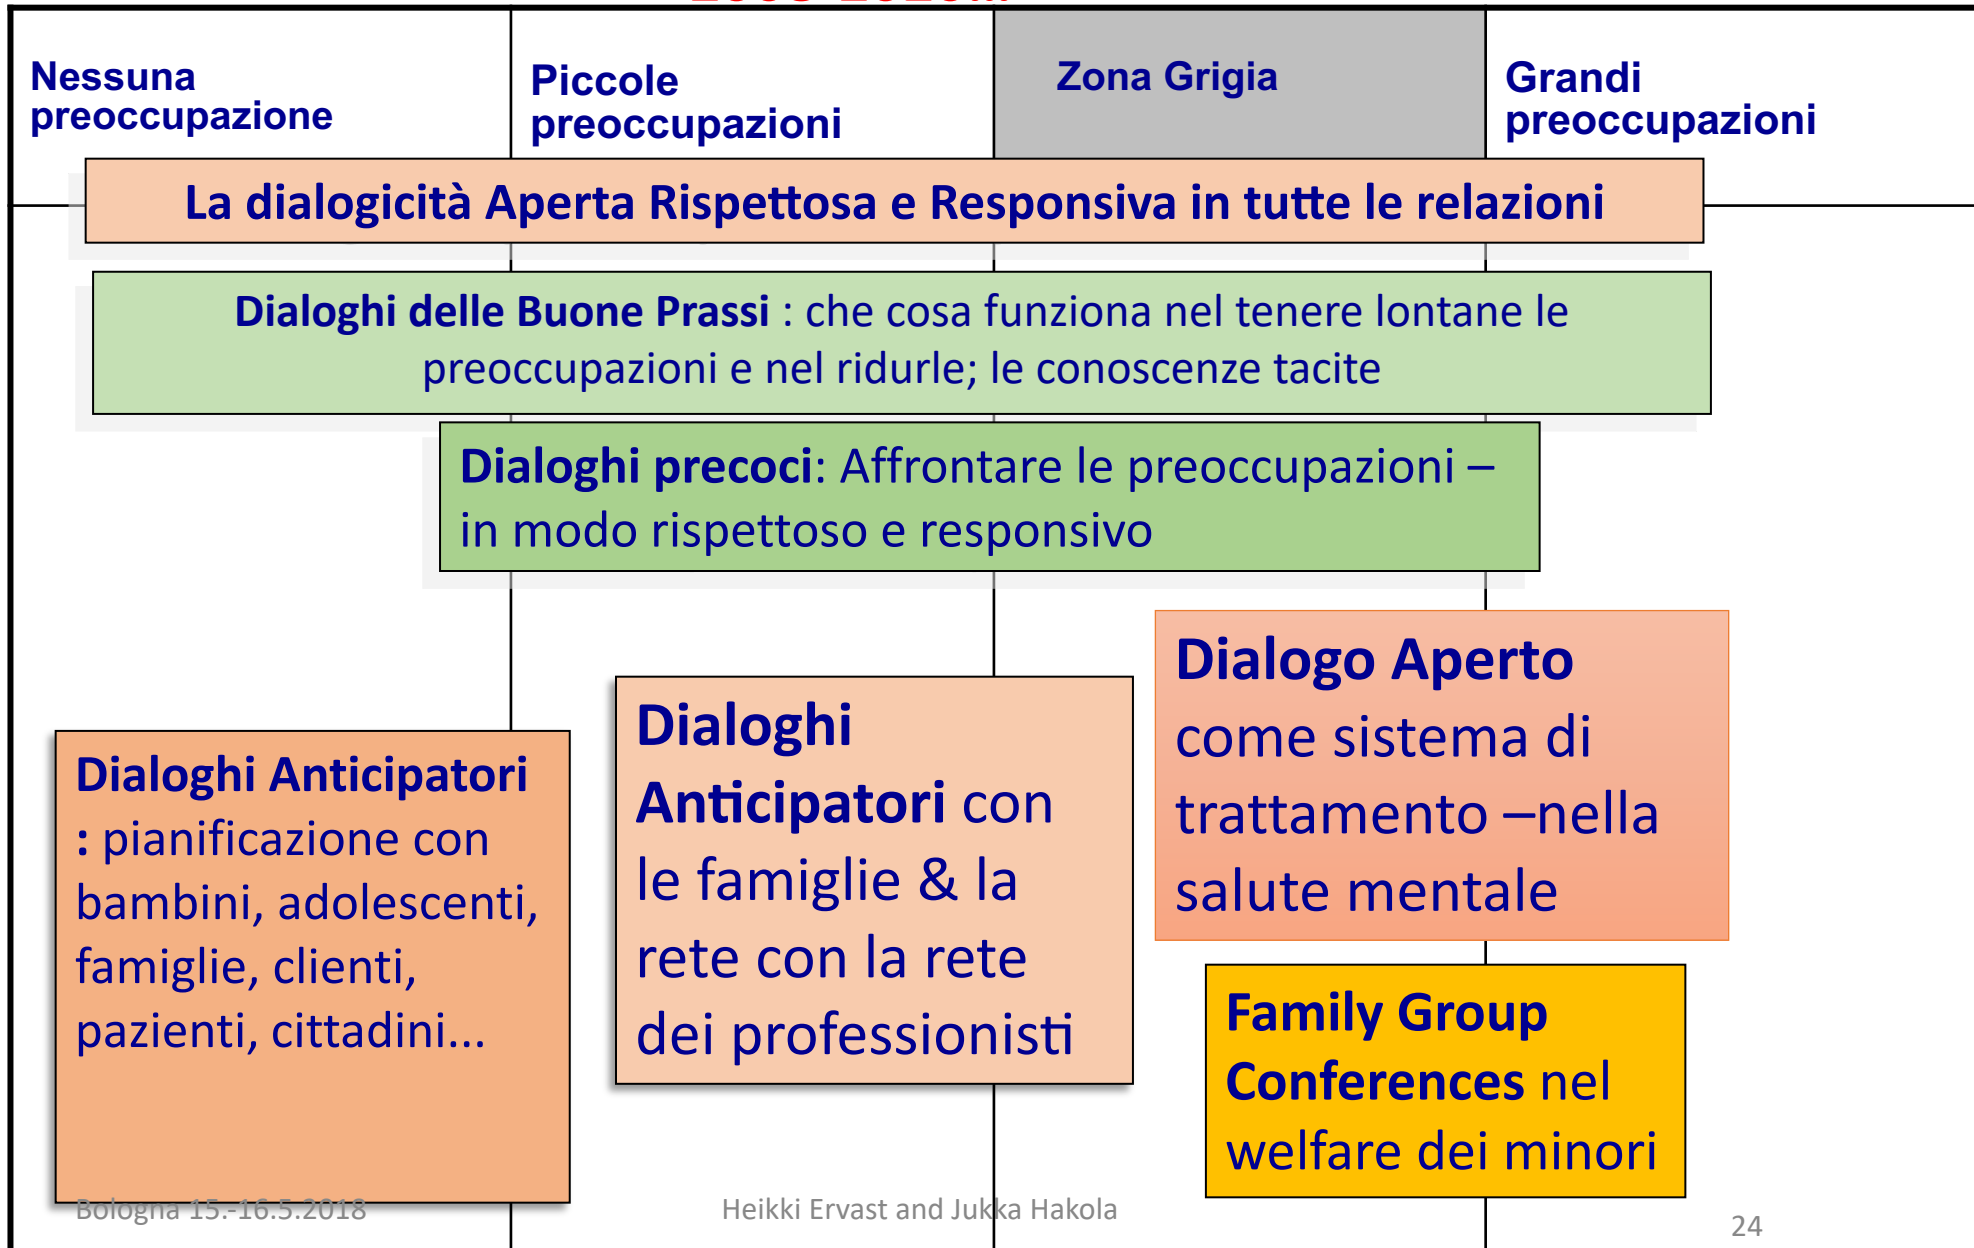 Nessuna
preoccupazione
Piccole
preoccupazioni
Zona Grigia
Grandi
preoccupazioni
La dialogicità Aperta Rispettosa e Responsiva in tutte le relazioni
Dialoghi delle Buone Prassi : che cosa funziona nel tenere lontane le
preoccupazioni e nel ridurle; le conoscenze tacite
Dialoghi precoci: Affrontare le preoccupazioni –
in modo rispettoso e responsivo
Dialoghi Anticipatori
: pianificazione con
bambini, adolescenti,
famiglie, clienti,
pazienti, cittadini...
Dialoghi
Anticipatori con
le famiglie & la
rete con la rete
dei professionisti
Dialogo Aperto
come sistema di
trattamento –nella
salute mentale
Family Group
Conferences nel
welfare dei minori
Bologna 15.-16.5.2018
Heikki Ervast and Jukka Hakola
24